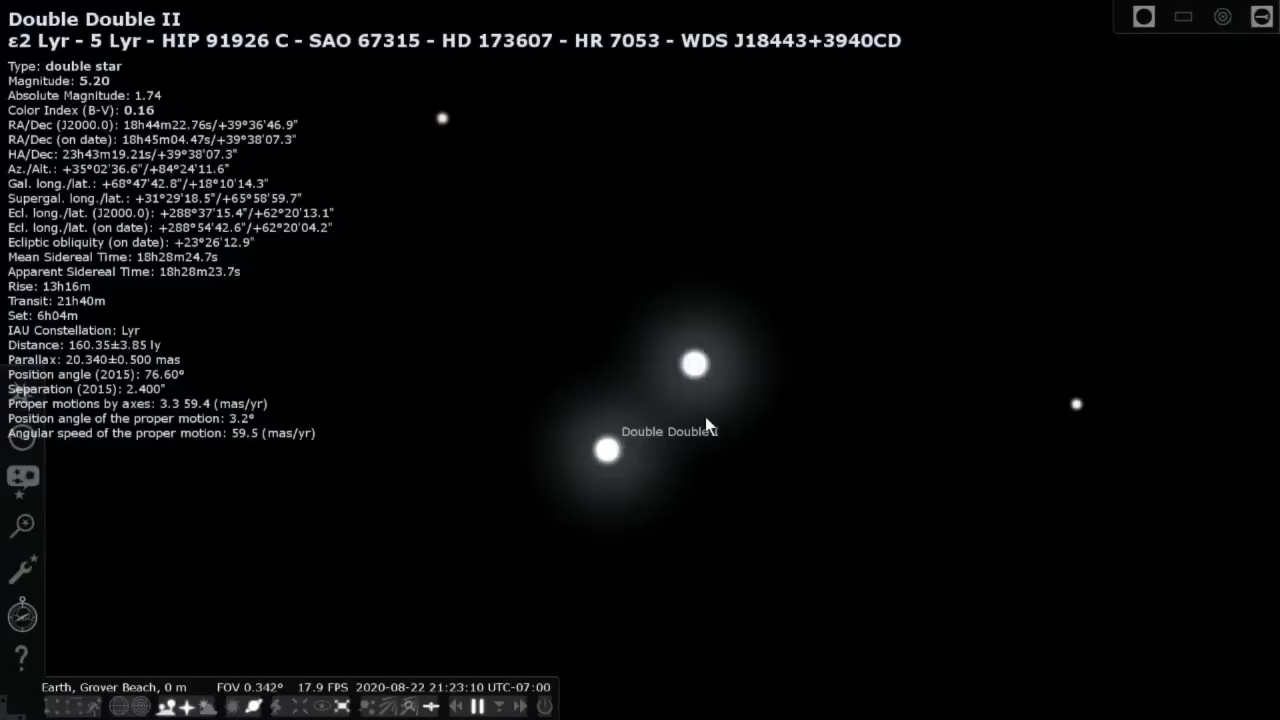 Double Double II
ε2 Lyr - 5 Lyr - HIP 91926 C - SAO 67315 - HD 173607 - HR 7053 - WDS J18443+3940CD
Type: double star
Magnitude: 5.20
Absolute Magnitude: 1.74
Color Index (B-V): 0.16
RA/Dec (J2000.0): 18h44m22.76s/+39°36'46.9"
RA/Dec (on date): 18h45m04.47s/+39°38'07.3"
HA/Dec: 23h43m19.21s/+39°38'07.3"
Az./Alt.: +35°02'36.6"/+84°24'11.6"
Gal. long./lat.: +68°47'42.8"/+18°10'14.3"
Supergal. long./lat.: +31°29'18.5"/+65°58'59.7"
Ecl. long./lat. (J2000.0): +288°37'15.4"/+62°20'13.1"
Ecl. long./lat. (on date): +288°54'42.6"/+62°20'04.2"
Ecliptic obliquity (on date): +23°26'12.9"
Mean Sidereal Time: 18h28m24.7s
Apparent Sidereal Time: 18h28m23.7s
Rise: 13h16m
Transit: 21h40m
Set: 6h04m
IAU Constellation: Lyr
Distance: 160.35±3.85 ly
Parallax: 20.340±0.500 mas
Position angle (2015): 76.60°
Separation (2015): 2.400"
Proper motions by axes: 3.3 59.4 (mas/yr)
Position angle of the proper motion: 3.2°
Angular speed of the proper motion: 59.5 (mas/yr)
Double Double
Earth, Grover Beach, 0 m FOV 0.342° 17.9 FPS 2020-08-22 21:23:10 UTC-07:00